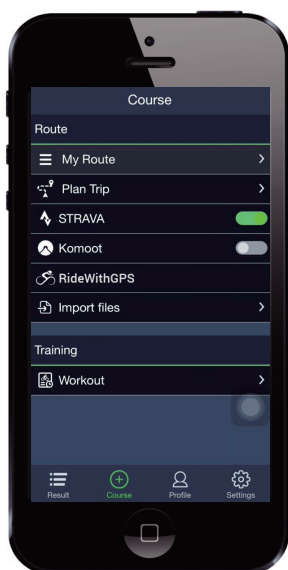 Course
Route
My Route
Plan Trip
STRAVA
Komoot
RideWithGPS
Import files
Training
Workout
Result Course Profile Settings